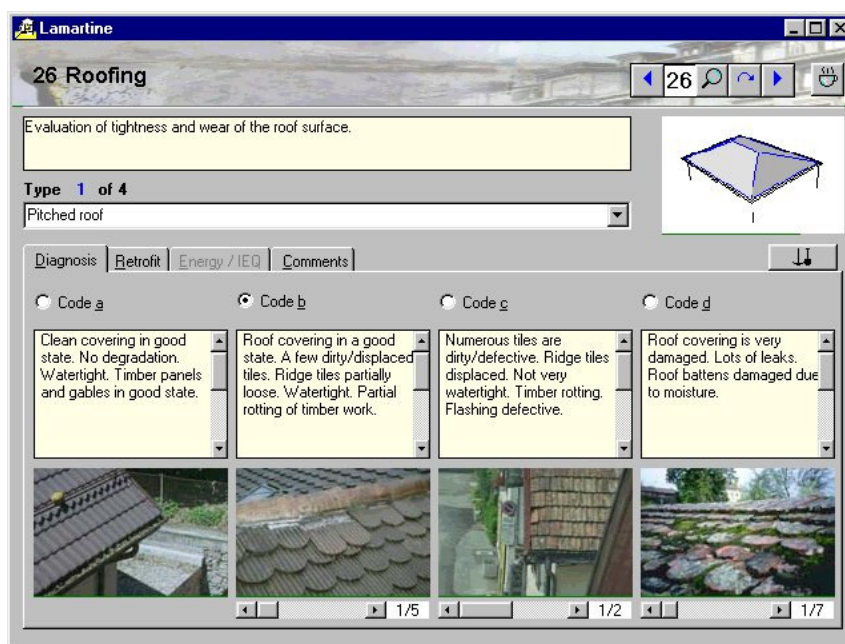 Lamartine
26 Roofing
26
Evaluation of tightness and wear of the roof surface.
Type 1 of 4
Pitched roof
Diagnosis Retrofit Energy / IEQ Comments
Code a
Code b
Code c
Code d
Clean covering in good
state. No degradation.
Watertight. Timber panels
and gables in good state.
Roof covering in a good
state. A few dirty/displaced
tiles. Ridge tiles partially
loose. Watertight. Partial
rotting of timber work.
Numerous tiles are
dirty/defective. Ridge tiles
displaced. Not very
watertight. Timber rotting.
Flashing defective.
Roof covering is very
damaged. Lots of leaks.
Roof battens damaged due
to moisture.
1/5
1/2
1/7